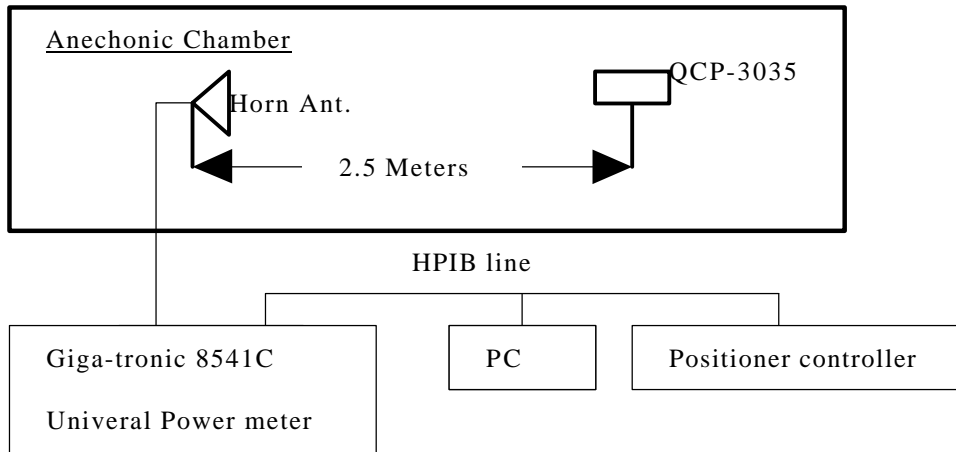 Anechonic Chamber
QCP-3035
Horn Ant.
2.5 Meters
HPIB line
Giga-tronic 8541C
Univeral Power meter
PC
Positioner controller